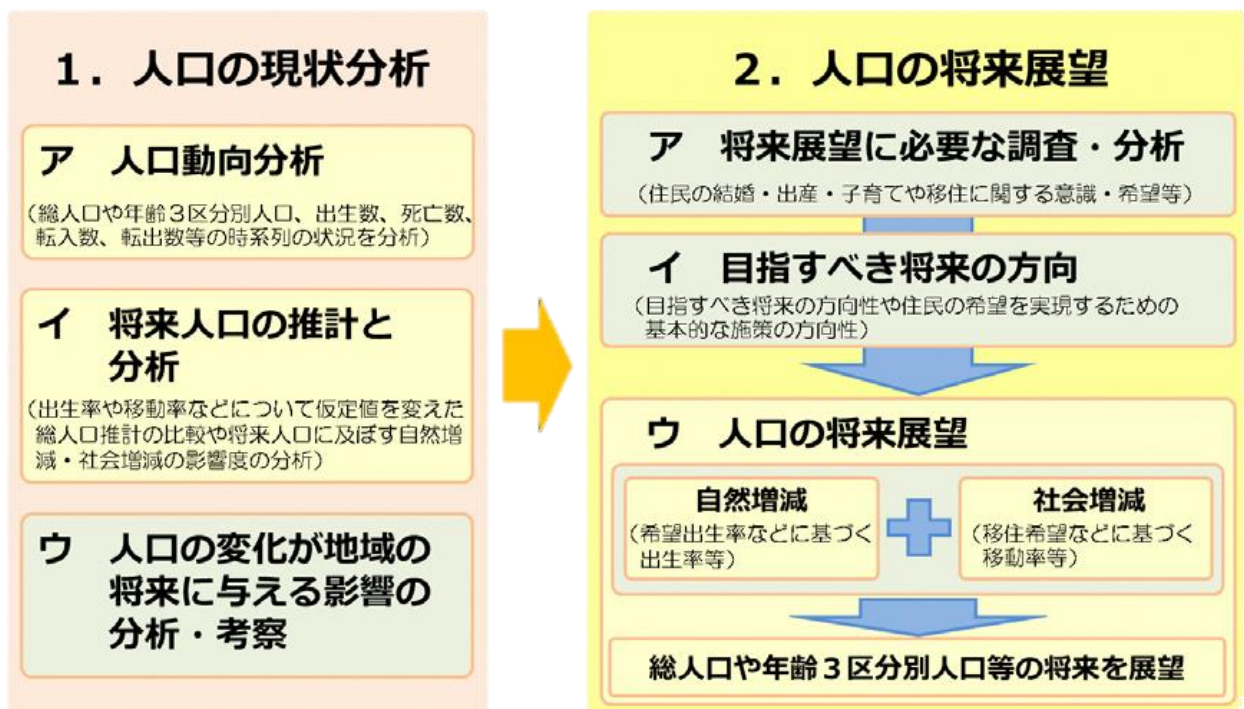 １．人口の現状分析
ア 人口動向分析
（総人口や年齢３区分別人口、出生数、死亡数、
転入数、転出数等の時系列の状況を分析）
イ 将来人口の推計と
分析
（出生率や移動率などについて仮定値を変えた
総人口推計の比較や将来人口に及ぼす自然増
減・社会増減の影響度の分析）
ウ 人口の変化が地域の
将来に与える影響の
分析・考察
２．人口の将来展望
ア 将来展望に必要な調査・分析
（住民の結婚・出産・子育てや移住に関する意識・希望等）
イ 目指すべき将来の方向
（目指すべき将来の方向性や住民の希望を実現するための
基本的な施策の方向性）
ウ 人口の将来展望
自然増減
（希望出生率などに基づく
出生率等）
社会増減
（移住希望などに基づく
移動率等）
総人口や年齢３区分別人口等の将来を展望